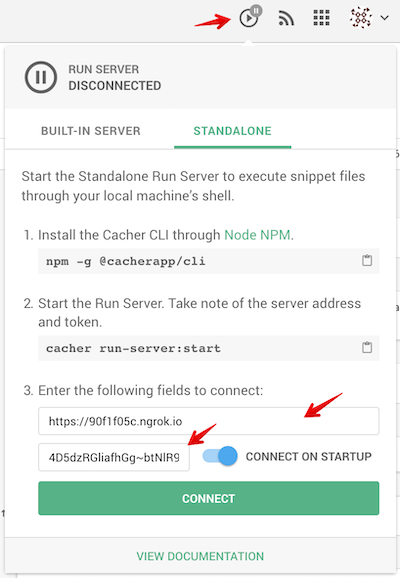 RUN SERVER
DISCONNECTED
BUILT-IN SERVER
STANDALONE
Start the Standalone Run Server to execute snippet files
through your local machine's shell.
1. Install the Cacher CLI through Node NPM.
npm -g @cacherapp/cli
2. Start the Run Server. Take note of the server address
and token.
cacher run-server:start
3. Enter the following fields to connect:
https://90f1f05c.ngrok.io
4D5dzRGliafhGg~btNlR9
CONNECT ON STARTUP
CONNECT
VIEW DOCUMENTATION